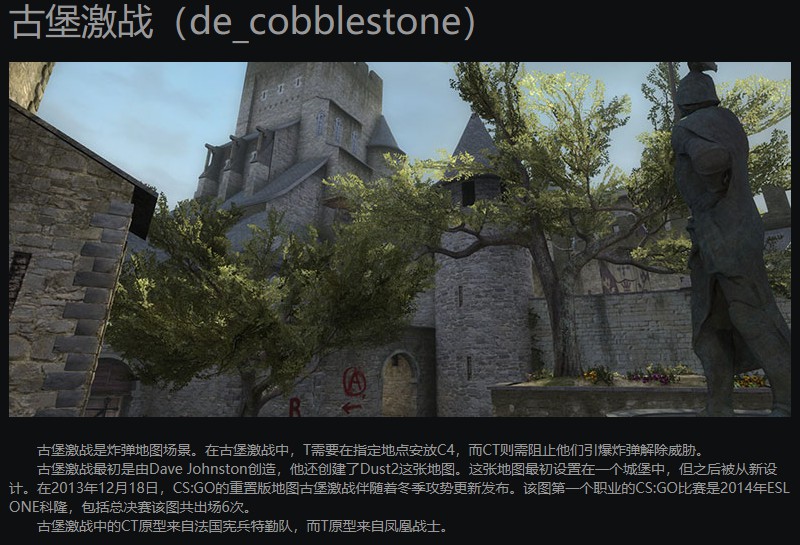 古堡激战（de_cobblestone）
A
R
古堡激战是炸弹地图场景。在古堡激战中，T需要在指定地点安放C4，而CT则需阻止他们引爆炸弹解除威胁。
古堡激战最初是由Dave Johnston创造，他还创建了Dust2这张地图。这张地图最初设置在一个城堡中，但之后被从新设
计。在2013年12月18日，CS:GO的重置版地图古堡激战伴随着冬季攻势更新发布。该图第一个职业的CS:GO比赛是2014年ESL
ONE科隆，包括总决赛该图共出场6次。
古堡激战中的CT原型来自法国宪兵特勤队，而T原型来自凤凰战士。